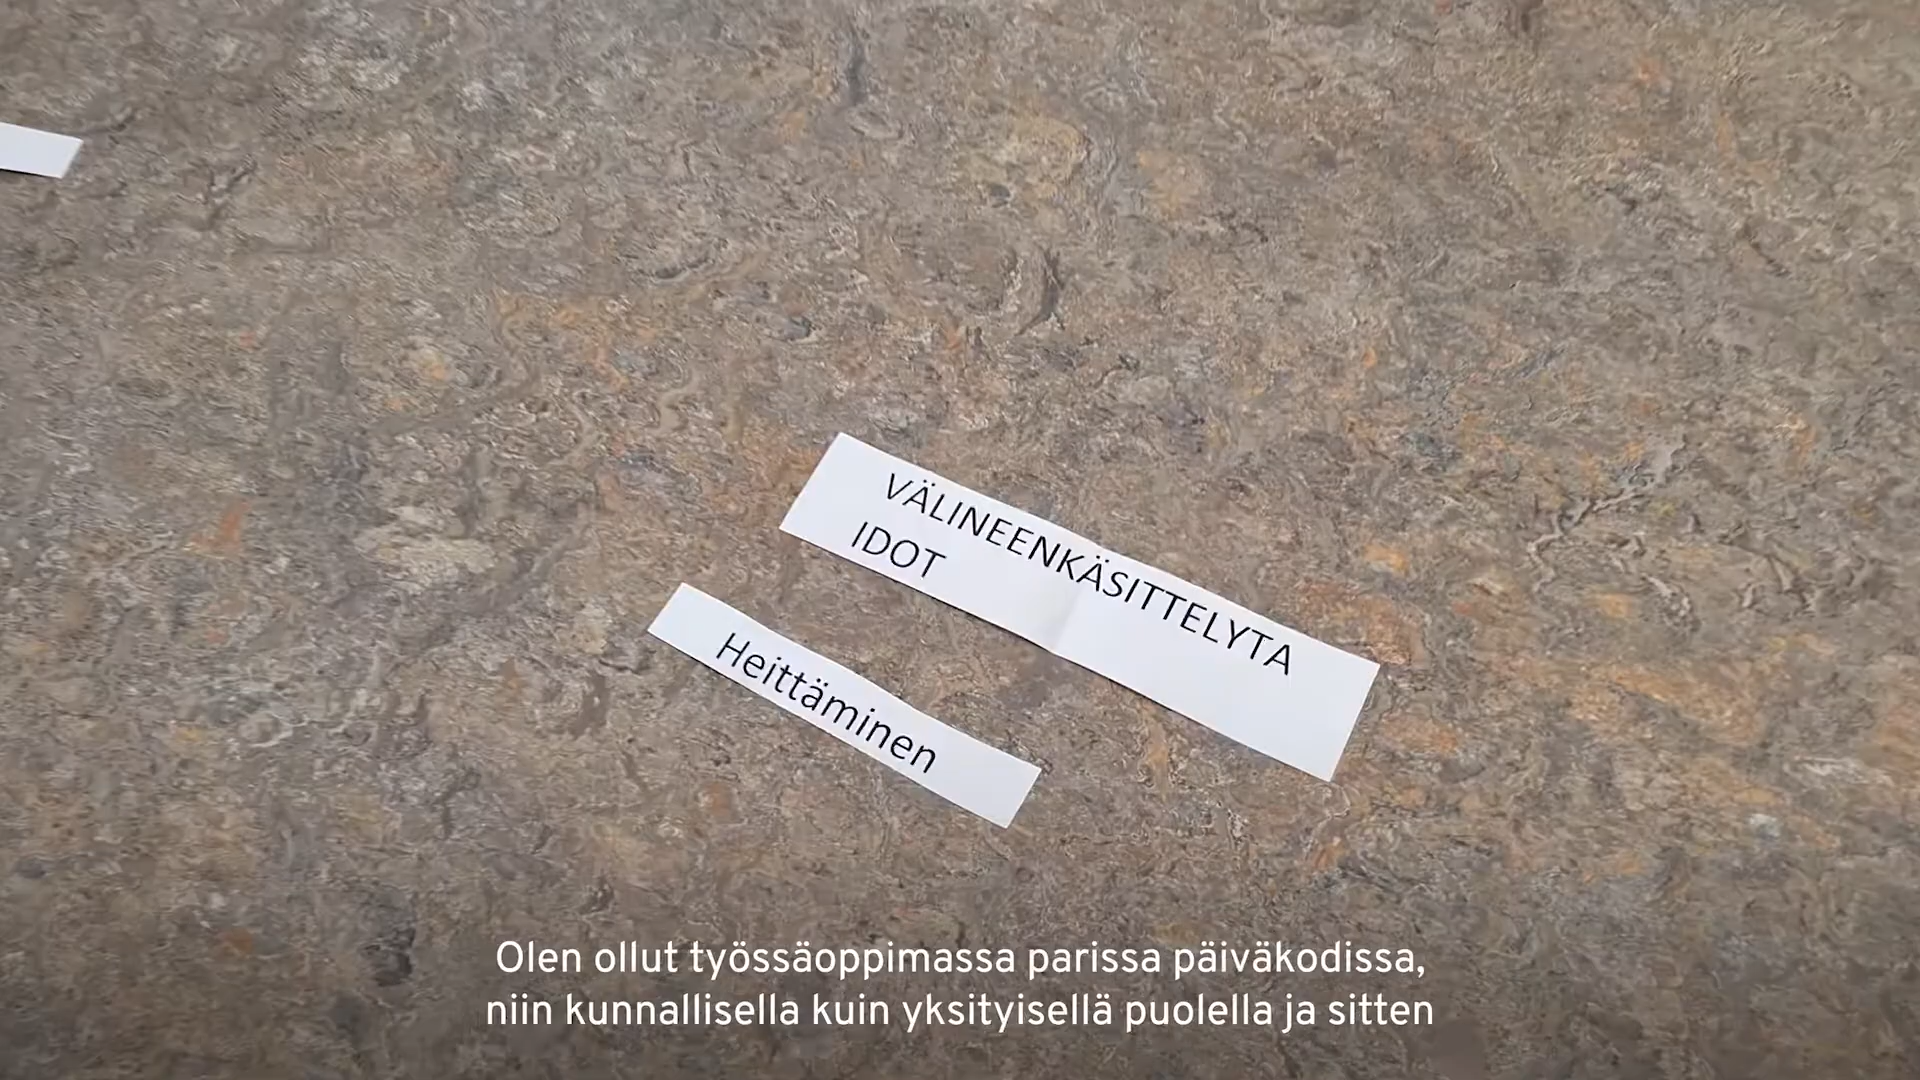 VÄLINEENKÄSITTELYTA
IDOT
Heittäminen
Olen ollut työssäoppimassa parissa päiväkodissa,
niin kunnallisella kuin yksityisellä puolella ja sitten